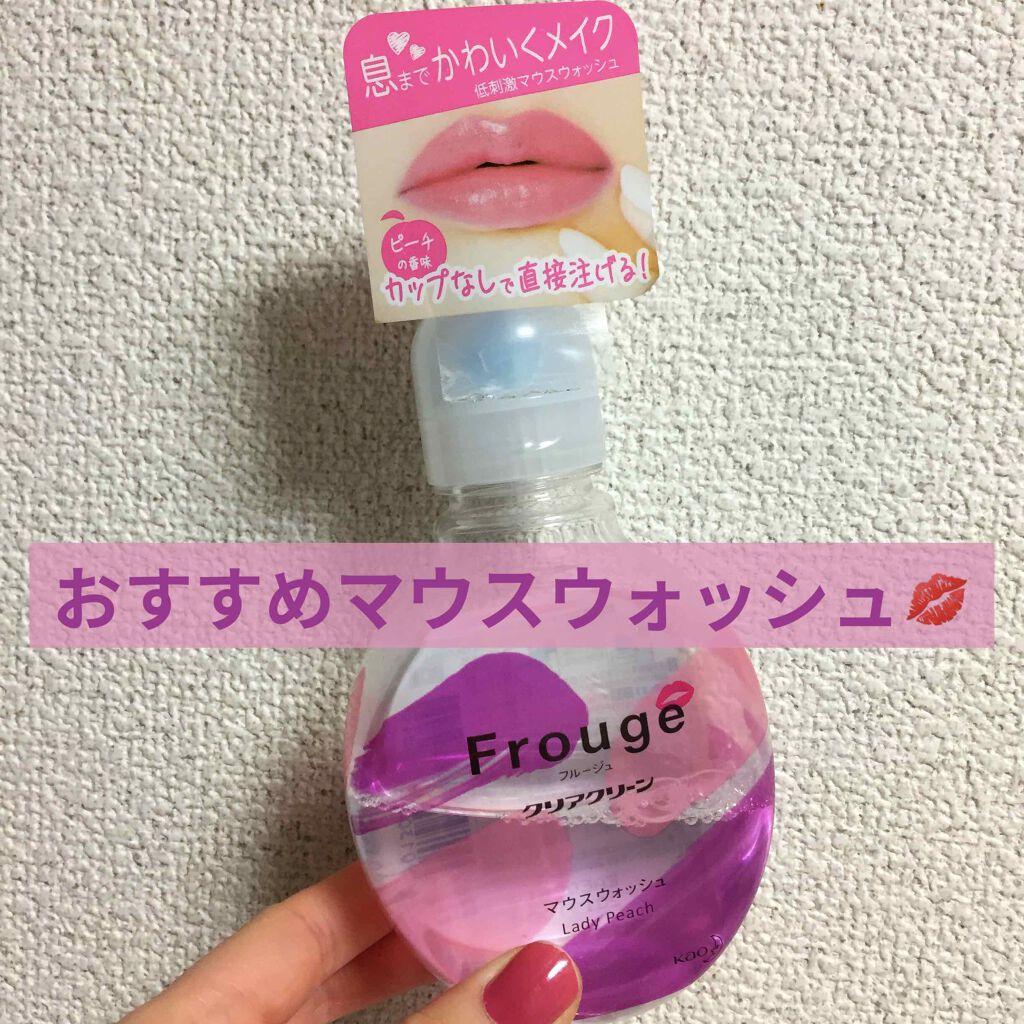 息までかわいくメイク
低刺激マウスウォッシュ
ピーチ
の香味
カップなしで直接注げる!
おすすめマウスウォッシュ💋
Frouge
フルージュ
クリアクリーン
マウスウォッシュ
Lady Peach
Kao